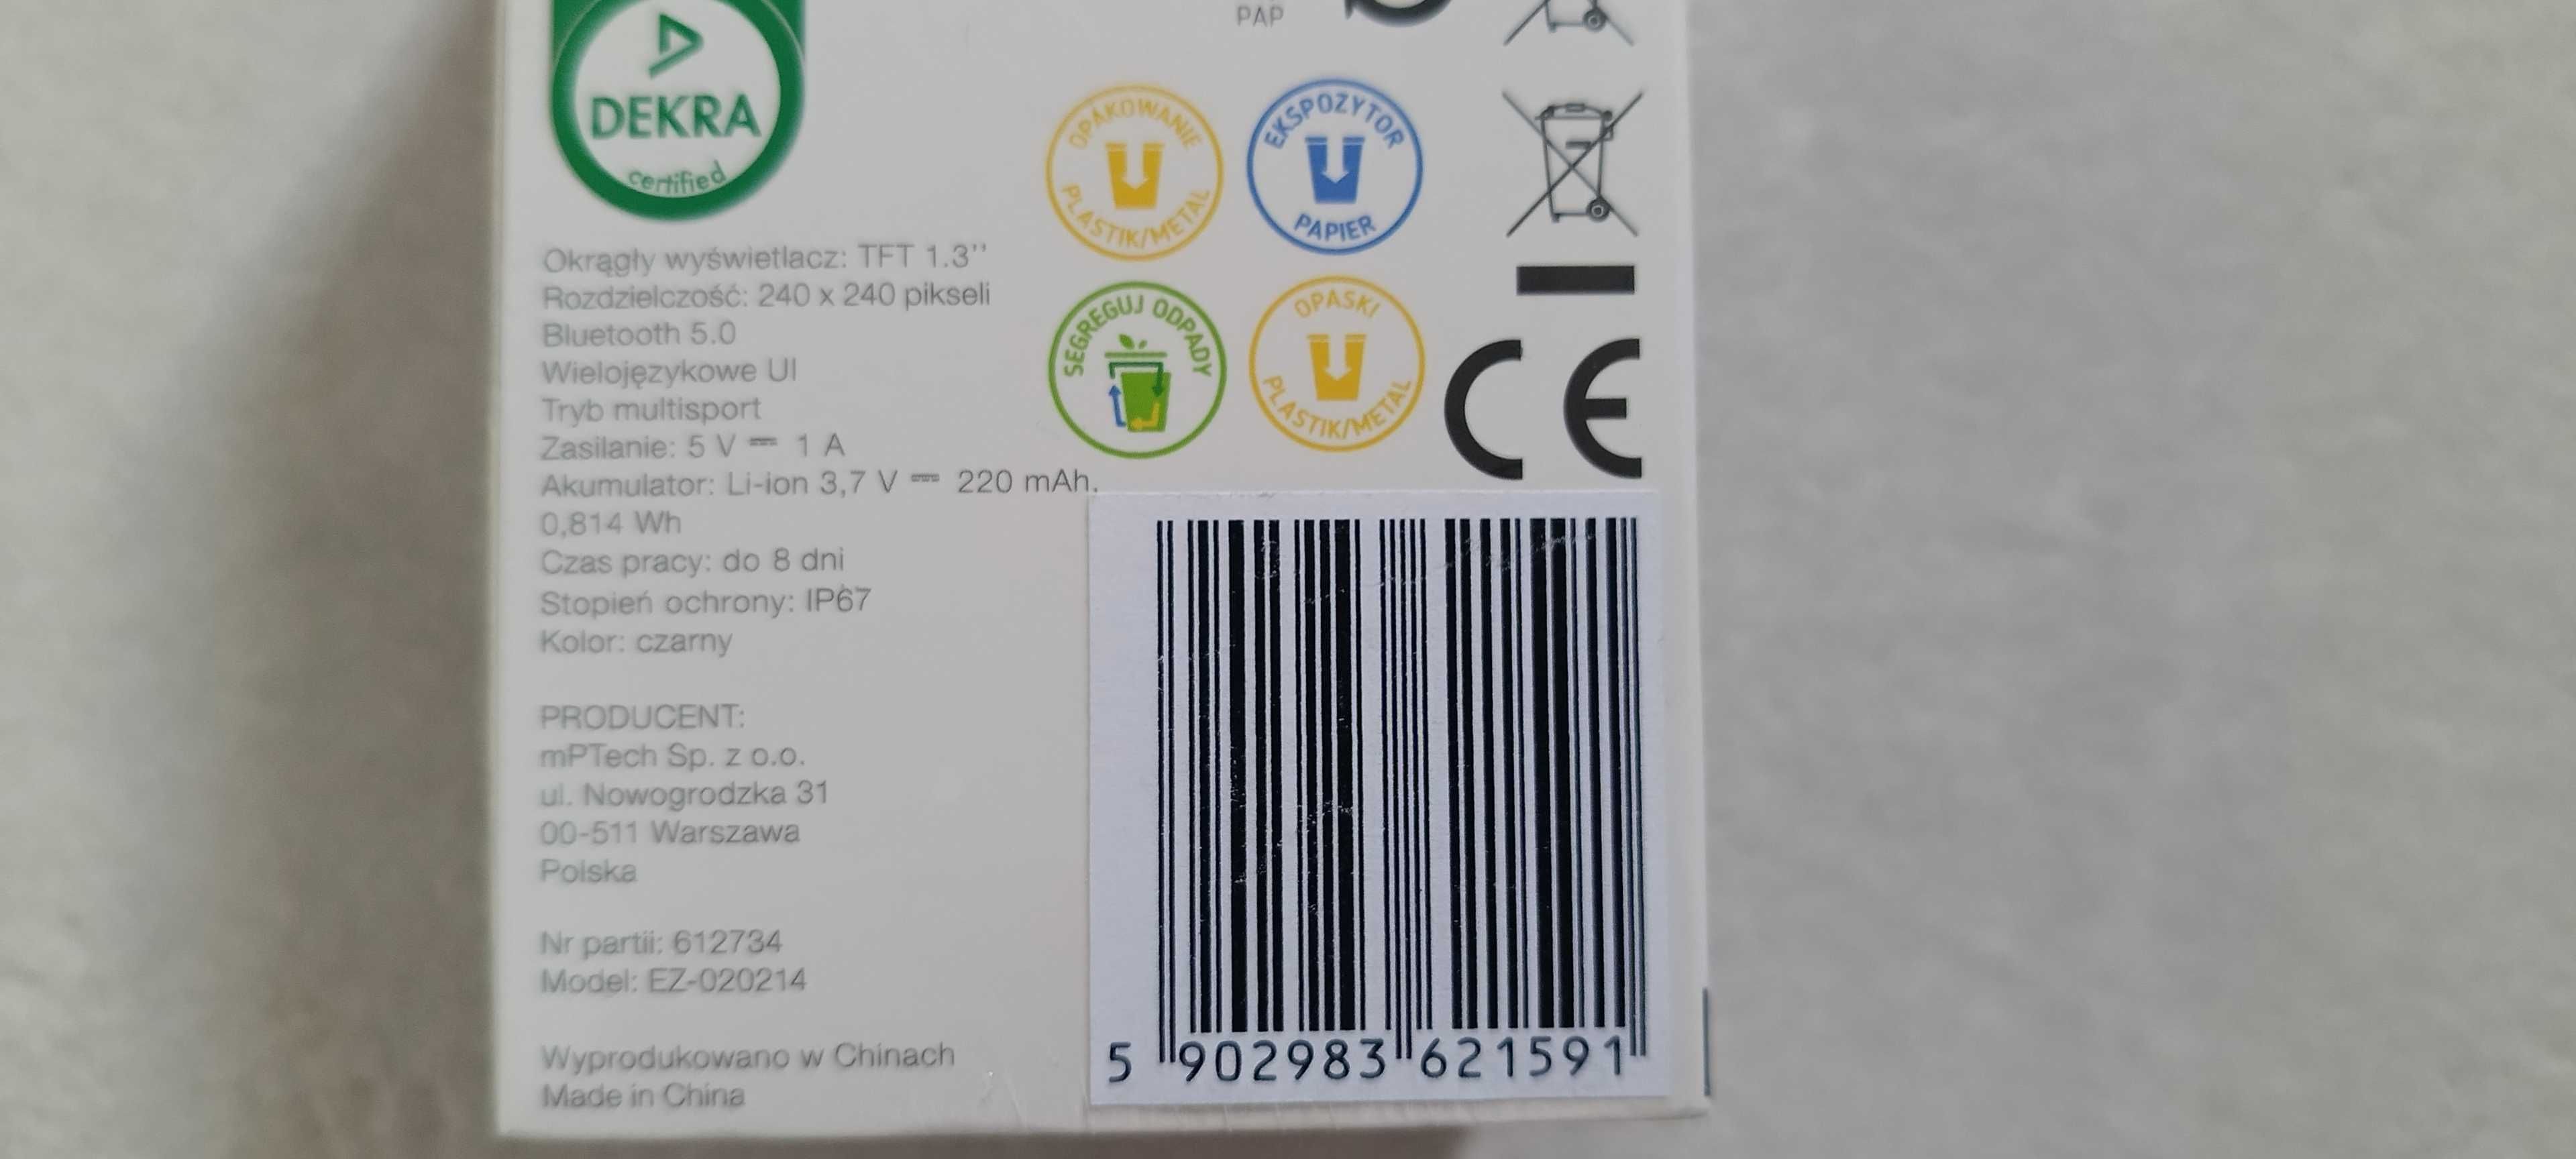 DEKRA
certified
PAP
OPAKOWANIE
PLASTIK/METAL
EKSPOZYTOR
PAPIER
SEGREGUJ ODPADY
OPASKI
PLASTIK/METAL
CE
Okrągły wyświetlacz: TFT 1.3''
Rozdzielczość: 240 x 240 pikseli
Bluetooth 5.0
Wielojęzykowe UI
Tryb multisport
Zasilanie: 5 V ⎓ 1 A
Akumulator: Li-ion 3,7 V ⎓ 220 mAh,
0,814 Wh
Czas pracy: do 8 dni
Stopień ochrony: IP67
Kolor: czarny
PRODUCENT:
mPTech Sp. z o.o.
ul. Nowogrodzka 31
00-511 Warszawa
Polska
Nr partii: 612734
Model: EZ-020214
Wyprodukowano w Chinach
Made in China
5 902983 621591